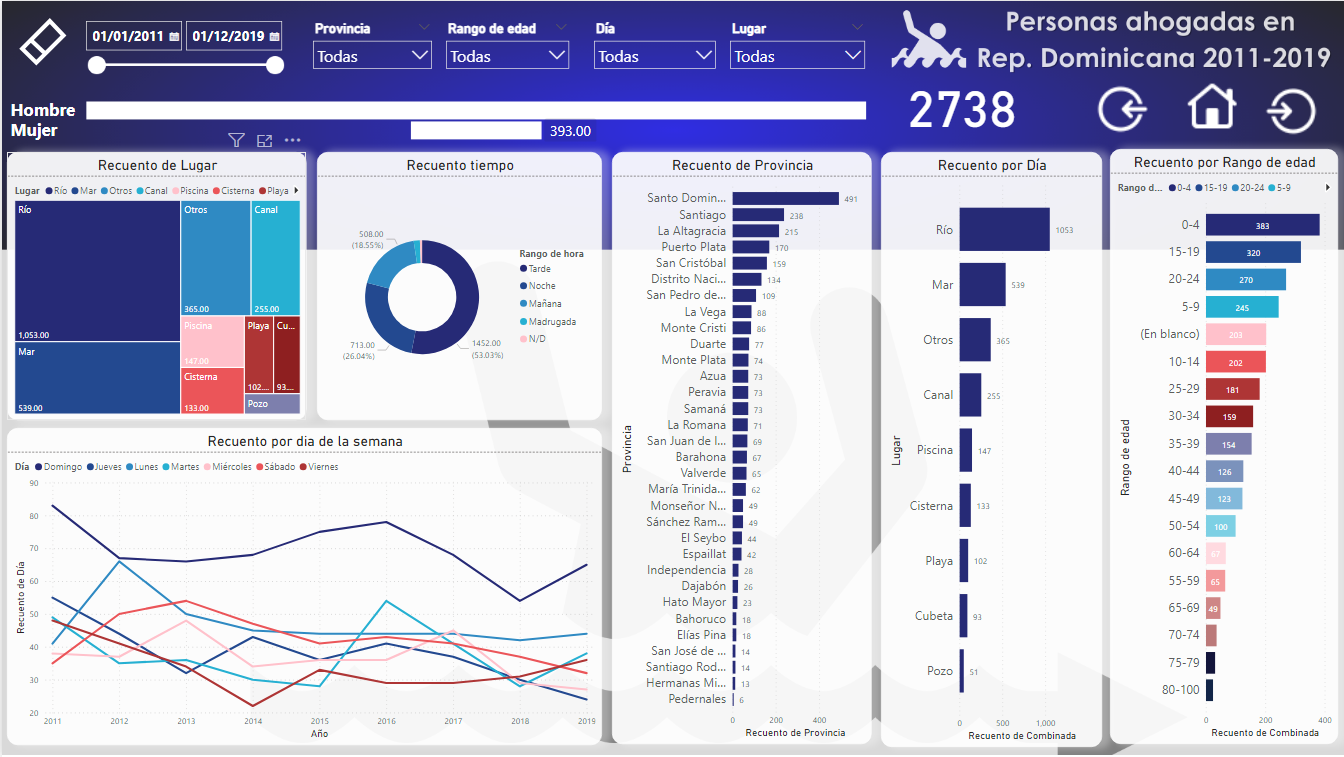 01/01/2011
01/12/2019
Provincia
Todas
Rango de edad
Todas
Día
Todas
Lugar
Todas
Personas ahogadas en
Rep. Dominicana 2011-2019
2738
Hombre
Mujer
393.00
Recuento de Lugar
Lugar Río Mar Otros Canal Piscina Cisterna Playa
Río
1,053.00
Mar
539.00
Otros
365.00
Canal
255.00
Piscina
147.00
Cisterna
133.00
Playa
102....
Cu...
93...
Pozo
Recuento tiempo
508.00
(18.55%)
713.00
(26.04%)
1452.00
(53.03%)
Rango de hora
Tarde
Noche
Mañana
Madrugada
N/D
Recuento por dia de la semana
Día Domingo Jueves Lunes Martes Miércoles Sábado Viernes
Recuento de Día
90
80
70
60
50
40
30
20
2011 2012 2013 2014 2015 2016 2017 2018 2019
Año
Recuento de Provincia
Provincia
Santo Domin... 491
Santiago 238
La Altagracia 215
Puerto Plata 170
San Cristóbal 159
Distrito Naci... 134
San Pedro de... 109
La Vega 88
Monte Cristi 86
Duarte 77
Monte Plata 74
Azua 73
Peravia 73
Samaná 73
La Romana 71
San Juan de l... 69
Barahona 67
Valverde 65
María Trinida... 62
Monseñor N... 49
Sánchez Ram... 49
El Seybo 44
Espaillat 42
Independencia 28
Dajabón 26
Hato Mayor 23
Bahoruco 18
Elías Pina 18
San José de ... 14
Santiago Rod... 14
Hermanas Mi... 13
Pedernales 6
0 200 400
Recuento de Provincia
Recuento por Día
Lugar
Río 1053
Mar 539
Otros 365
Canal 255
Piscina 147
Cisterna 133
Playa 102
Cubeta 93
Pozo 51
0 500 1,000
Recuento de Combinada
Recuento por Rango de edad
Rango d... 0-4 15-19 20-24 5-9
Rango de edad
0-4 383
15-19 320
20-24 270
5-9 245
(En blanco) 203
10-14 202
25-29 181
30-34 159
35-39 154
40-44 126
45-49 123
50-54 100
60-64 67
55-59 65
65-69 49
70-74
75-79
80-100
0 200 400
Recuento de Combinada